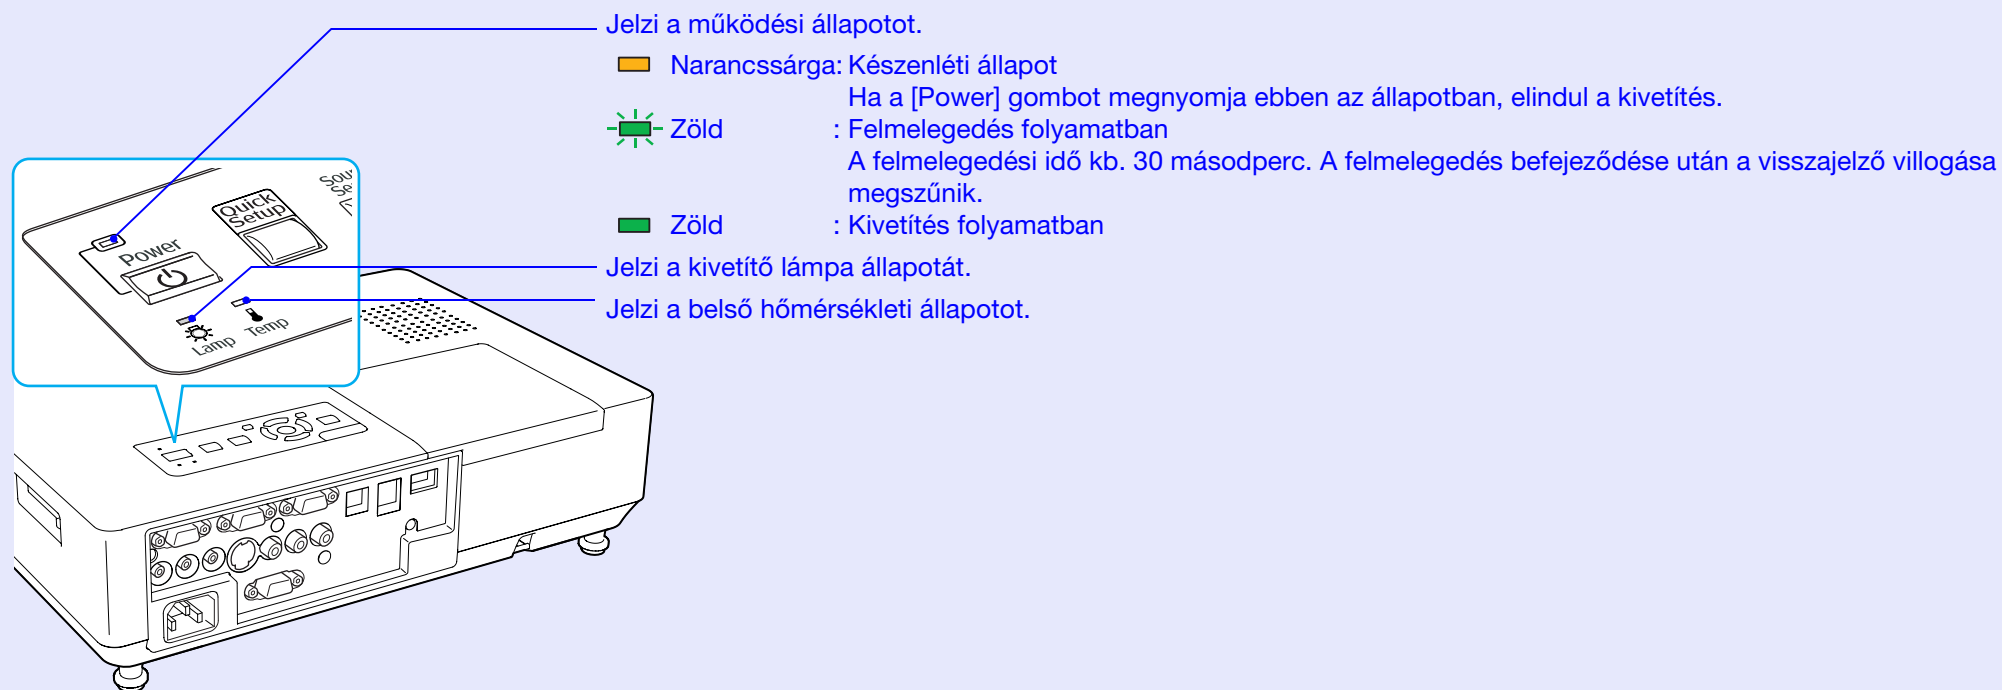 Jelzi a működési állapotot.
Narancssárga: Készenléti állapot
Ha a [Power] gombot megnyomja ebben az állapotban, elindul a kivetítés.
Zöld : Felmelegedés folyamatban
A felmelegedési idő kb. 30 másodperc. A felmelegedés befejeződése után a visszajelző villogása
megszűnik.
Zöld : Kivetítés folyamatban
Jelzi a kivetítő lámpa állapotát.
Jelzi a belső hőmérsékleti állapotot.
Quick
Setup
Power
Lamp
Temp